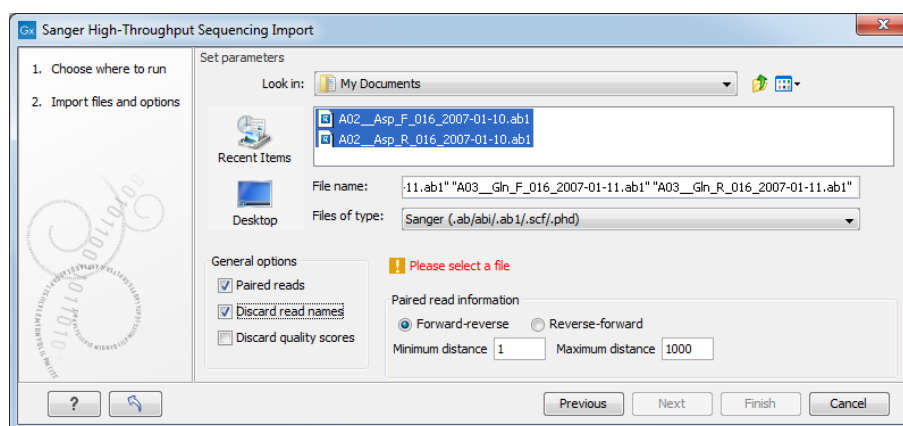 Gx Sanger High-Throughput Sequencing Import
X
1. Choose where to run
2. Import files and options
Set parameters
Look in: My Documents
A02__Asp_F_016_2007-01-10.ab1
A02__Asp_R_016_2007-01-10.ab1
Recent Items
Desktop
File name: -11.ab1" "A03__Gln_F_016_2007-01-11.ab1" "A03__Gln_R_016_2007-01-11.ab1"
Files of type: Sanger (.ab/abi/.ab1/.scf/.phd)
General options
Paired reads
Discard read names
Discard quality scores
! Please select a file
Paired read information
Forward-reverse Reverse-forward
Minimum distance 1 Maximum distance 1000
? Previous Next Finish Cancel